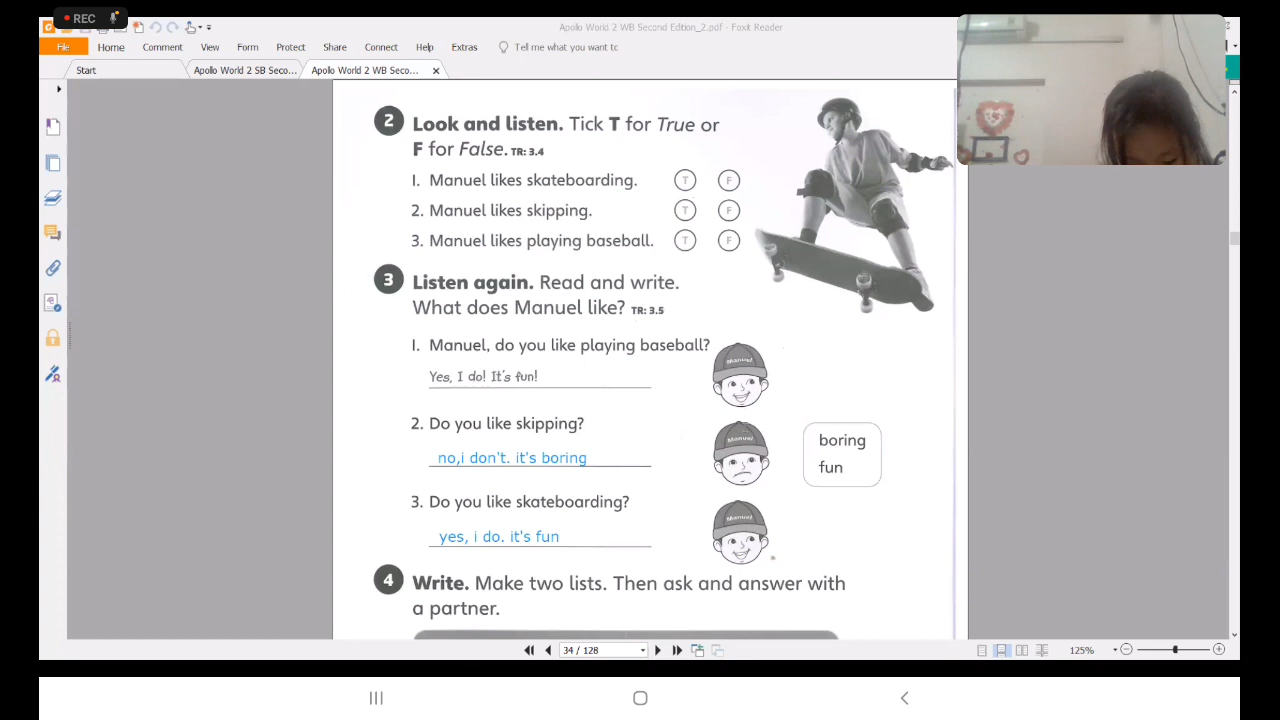 REC
Apollo World 2 WB Second Edition_2.pdf - Foxit Reader
File Home Comment View Form Protect Share Connect Help Extras Tell me what you want to
Start Apollo World 2 SB Seco... Apollo World 2 WB Seco...
2 Look and listen. Tick T for True or
F for False. TR: 3.4
1. Manuel likes skateboarding. T F
2. Manuel likes skipping. T F
3. Manuel likes playing baseball. T F
3 Listen again. Read and write.
What does Manuel like? TR: 3.5
1. Manuel, do you like playing baseball?
Manuel
Yes, I do! It's fun!
2. Do you like skipping?
Manuel
boring
no,i don't. it's boring
fun
3. Do you like skateboarding?
Manuel
yes, i do. it's fun
4 Write. Make two lists. Then ask and answer with
a partner.
34 / 128
125%